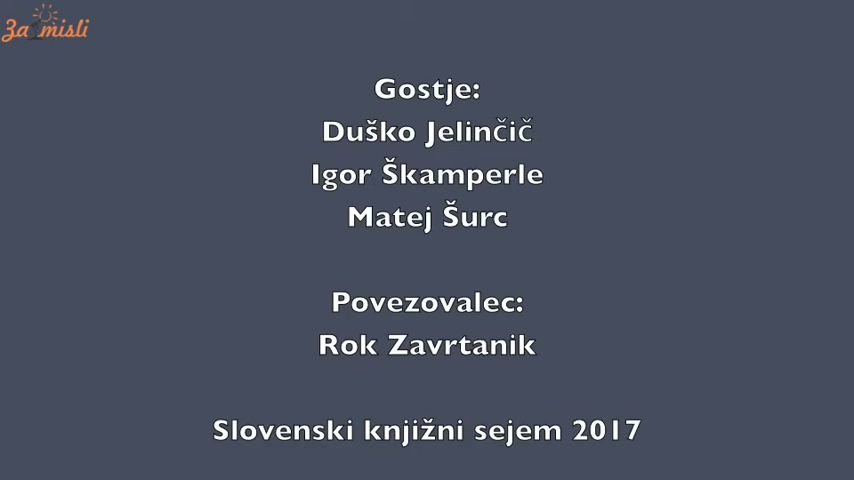 Za misli
Gostje:
Duško Jelinčič
Igor Škamperle
Matej Šurc
Povezovalec:
Rok Zavrtanik
Slovenski knjižni sejem 2017